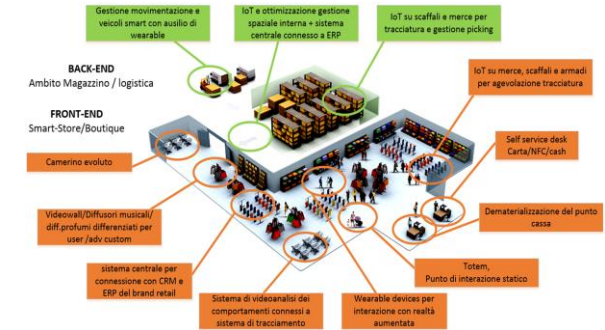 Gestione movimentazione e
veicoli smart con ausilio di
wearable
IoT e ottimizzazione gestione
spaziale interna + sistema
centrale connesso a ERP
IoT su scaffali e merce per
tracciatura e gestione picking
BACK-END
Ambito Magazzino / logistica
FRONT-END
Smart-Store/Boutique
IoT su merce, scaffali e armadi
per agevolazione tracciatura
Camerino evoluto
Self service desk
Carta/NFC/cash
Videowall/Diffusori musicali/
diff.profumi differenziati per
user /adv custom
Dematerializzazione del punto
cassa
sistema centrale per
connessione con CRM e
ERP del brand retail
Totem,
Punto di interazione statico
Sistema di videoanalisi dei
comportamenti connessi a
sistema di tracciamento
Wearable devices per
interazione con realtà
aumentata